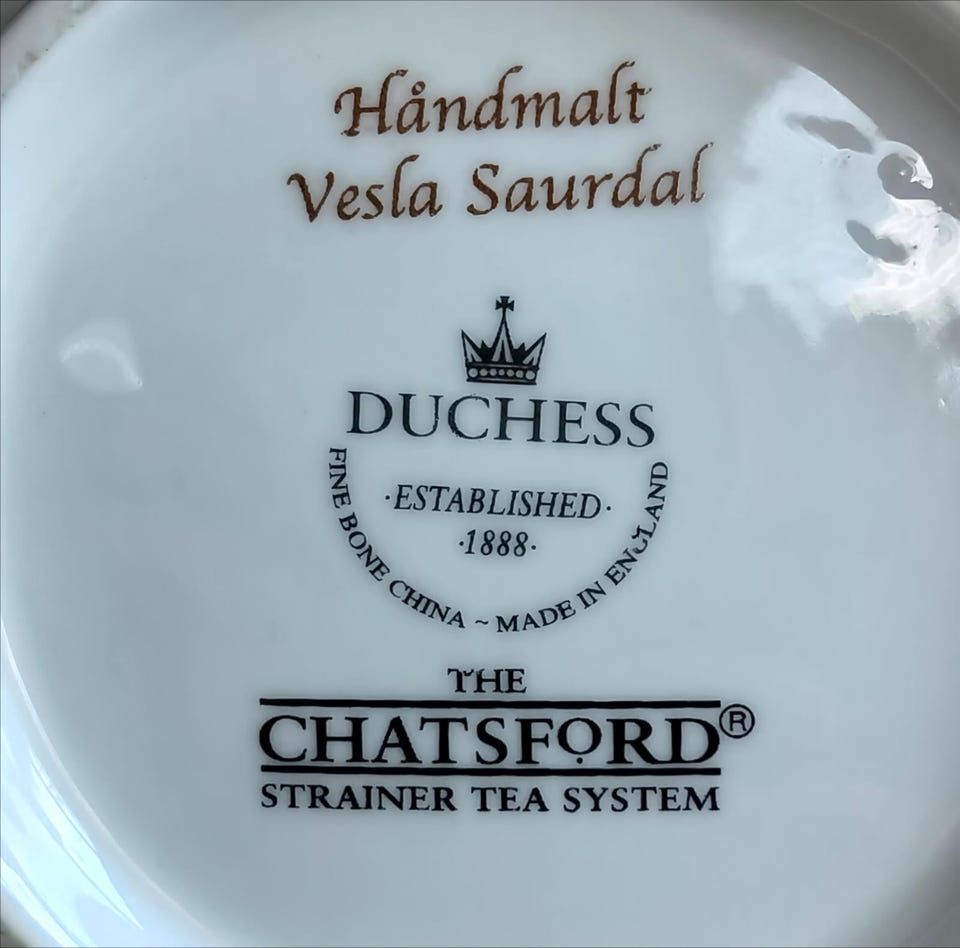 Håndmalt
Vesla Saurdal
DUCHESS
·ESTABLISHED·
·1888·
FINE BONE CHINA ~ MADE IN ENGLAND
THE
CHATSFORD®
STRAINER TEA SYSTEM